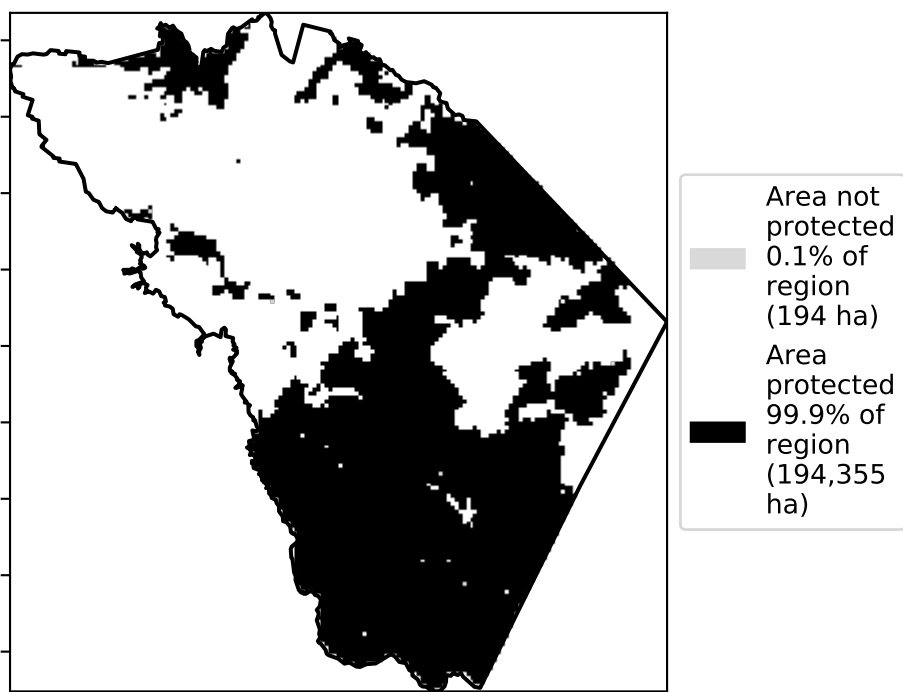 Area not
protected
0.1% of
region
(194 ha)
Area
protected
99.9% of
region
(194,355
ha)